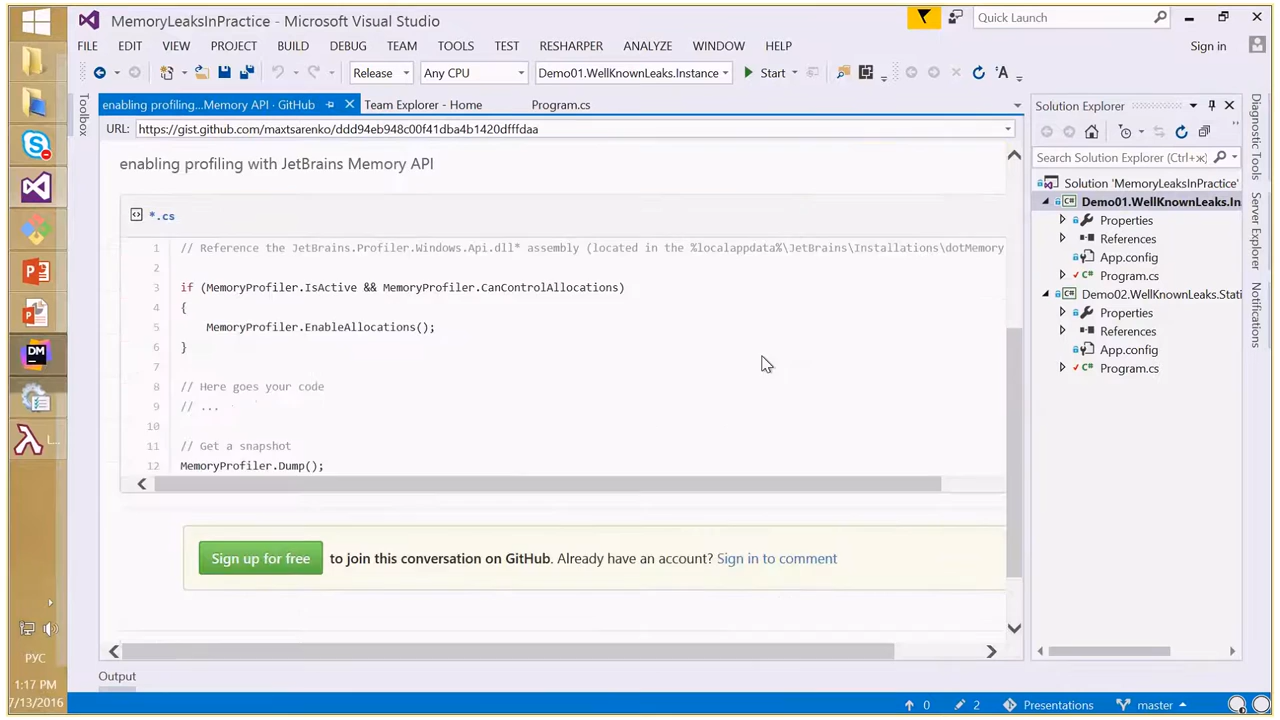 MemoryLeaksInPractice - Microsoft Visual Studio
Quick Launch
FILE EDIT VIEW PROJECT BUILD DEBUG TEAM TOOLS TEST RESHARPER ANALYZE WINDOW HELP
Sign in
Release Any CPU Demo01.WellKnownLeaks.Instance Start
Toolbox
enabling profiling...Memory API · GitHub
Team Explorer - Home
Program.cs
URL: https://gist.github.com/maxtsarenko/ddd94eb948c00f41dba4b1420dfffdaa
enabling profiling with JetBrains Memory API
*.cs
1 // Reference the JetBrains.Profiler.Windows.Api.dll* assembly (located in the %localappdata%\JetBrains\Installations\dotMemory
2
3 if (MemoryProfiler.IsActive && MemoryProfiler.CanControlAllocations)
4 {
5 MemoryProfiler.EnableAllocations();
6 }
7
8 // Here goes your code
9 // ...
10
11 // Get a snapshot
12 MemoryProfiler.Dump();
Sign up for free to join this conversation on GitHub. Already have an account? Sign in to comment
Output
Solution Explorer
Search Solution Explorer (Ctrl+ж)
Solution 'MemoryLeaksInPractice'
Demo01.WellKnownLeaks.In
Properties
References
App.config
Program.cs
Demo02.WellKnownLeaks.Stati
Properties
References
App.config
Program.cs
Diagnostic Tools
Server Explorer
Notifications
DM
L...
РУС
1:17 PM
7/13/2016
0 2 Presentations master